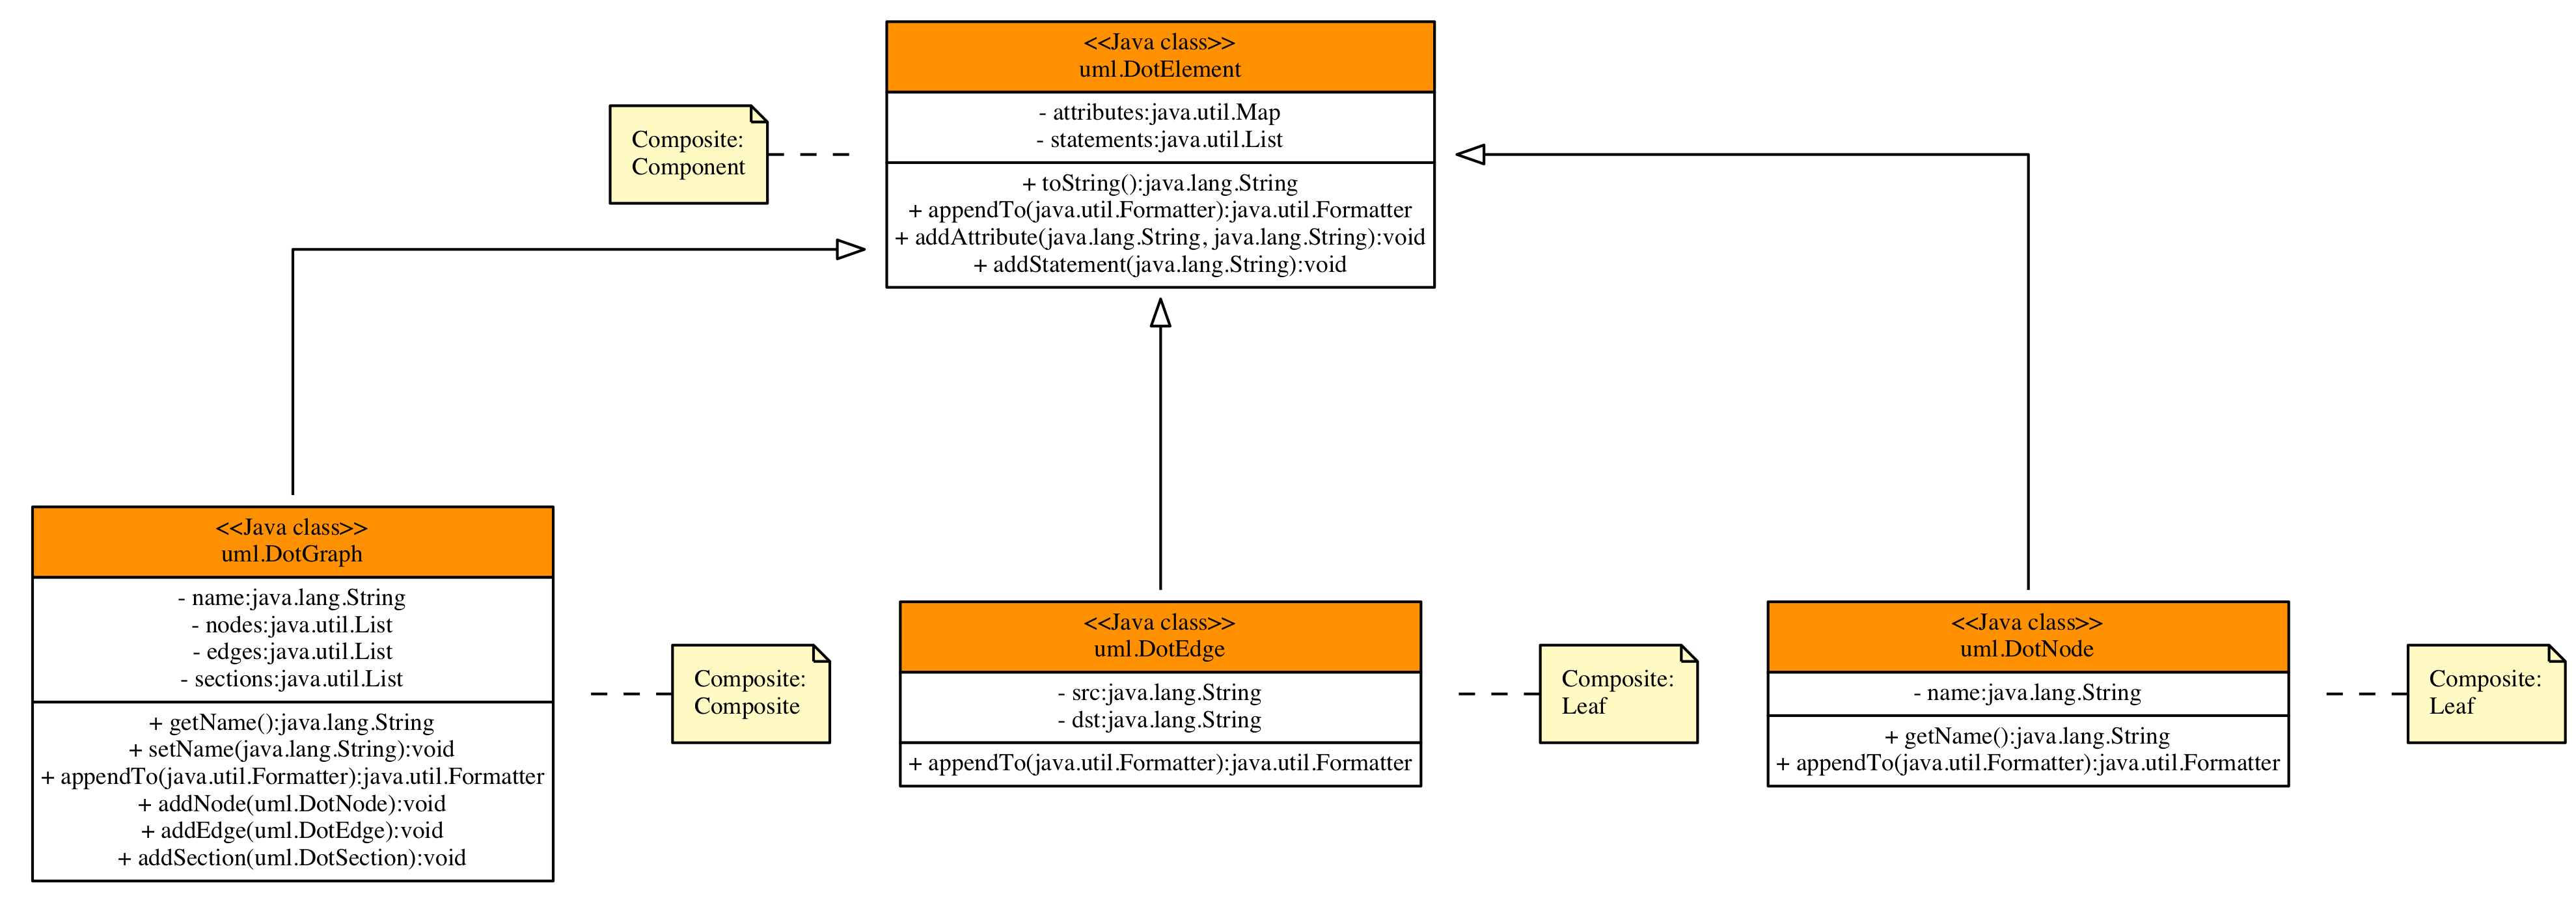 <<Java class>>
uml.DotElement
- attributes:java.util.Map
- statements:java.util.List
+ toString():java.lang.String
+ appendTo(java.util.Formatter):java.util.Formatter
+ addAttribute(java.lang.String, java.lang.String):void
+ addStatement(java.lang.String):void
Composite:
Component
<<Java class>>
uml.DotGraph
- name:java.lang.String
- nodes:java.util.List
- edges:java.util.List
- sections:java.util.List
+ getName():java.lang.String
+ setName(java.lang.String):void
+ appendTo(java.util.Formatter):java.util.Formatter
+ addNode(uml.DotNode):void
+ addEdge(uml.DotEdge):void
+ addSection(uml.DotSection):void
Composite:
Composite
<<Java class>>
uml.DotEdge
- src:java.lang.String
- dst:java.lang.String
+ appendTo(java.util.Formatter):java.util.Formatter
Composite:
Leaf
<<Java class>>
uml.DotNode
- name:java.lang.String
+ getName():java.lang.String
+ appendTo(java.util.Formatter):java.util.Formatter
Composite:
Leaf